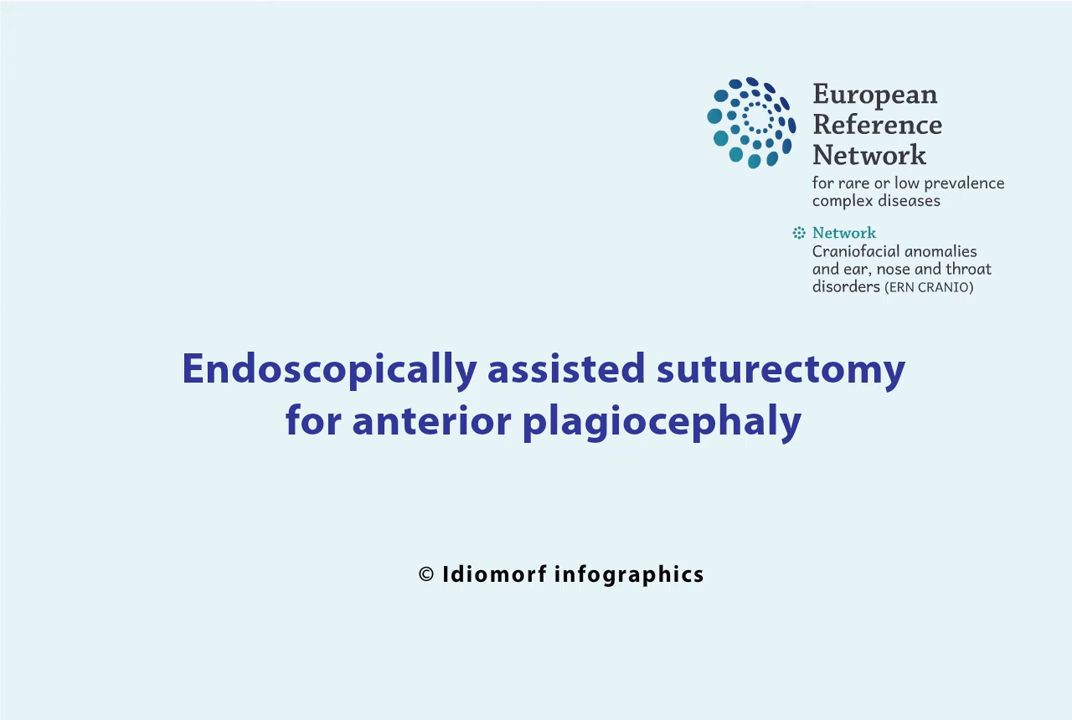 European
Reference
Network
for rare or low prevalence
complex diseases
Network
Craniofacial anomalies
and ear, nose and throat
disorders (ERN CRANIO)
Endoscopically assisted suturectomy
for anterior plagiocephaly
© Idiomorf infographics